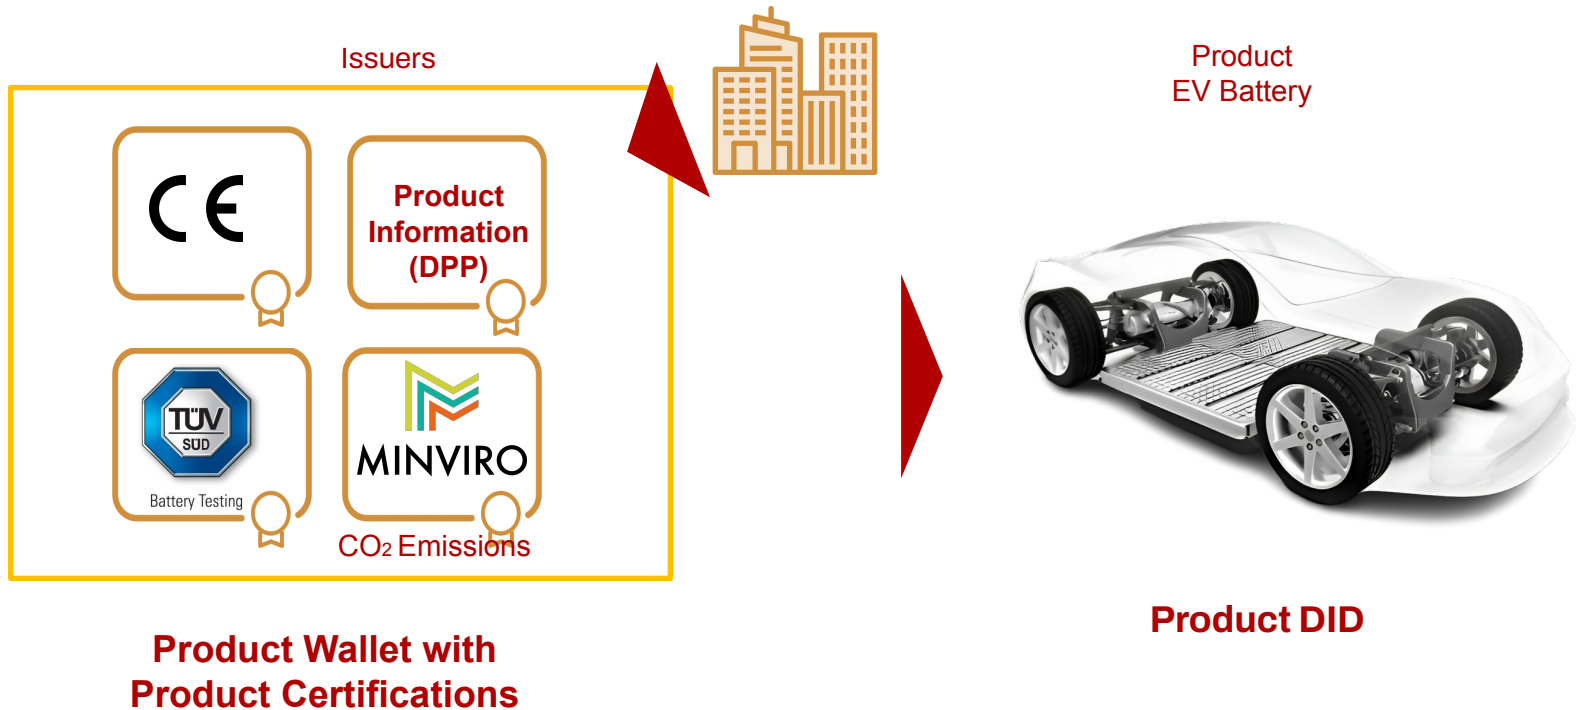 Issuers
Product
EV Battery
CE
Product
Information
(DPP)
TÜV
SÜD
Battery Testing
MINVIRO
CO₂ Emissions
Product DID
Product Wallet with
Product Certifications